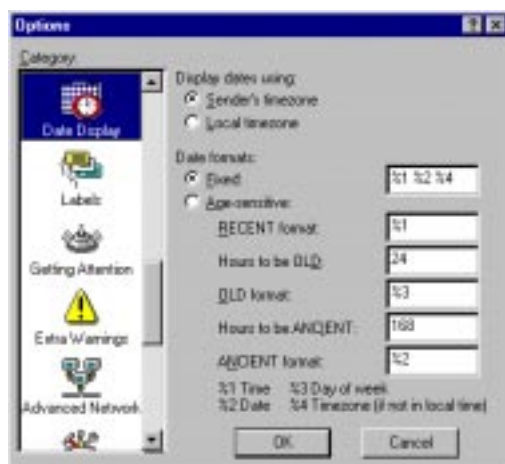 Options
Category:
Date Display
Labels
Getting Attention
Extra Warnings
Advanced Network
Display dates using:
Sender's timezone
Local timezone
Date formats:
Fixed: %1 %2 %4
Age-sensitive:
RECENT format: %1
Hours to be OLD: 24
OLD format: %3
Hours to be ANCIENT: 168
ANCIENT format: %2
%1 Time %3 Day of week
%2 Date %4 Timezone (if not in local time)
OK Cancel